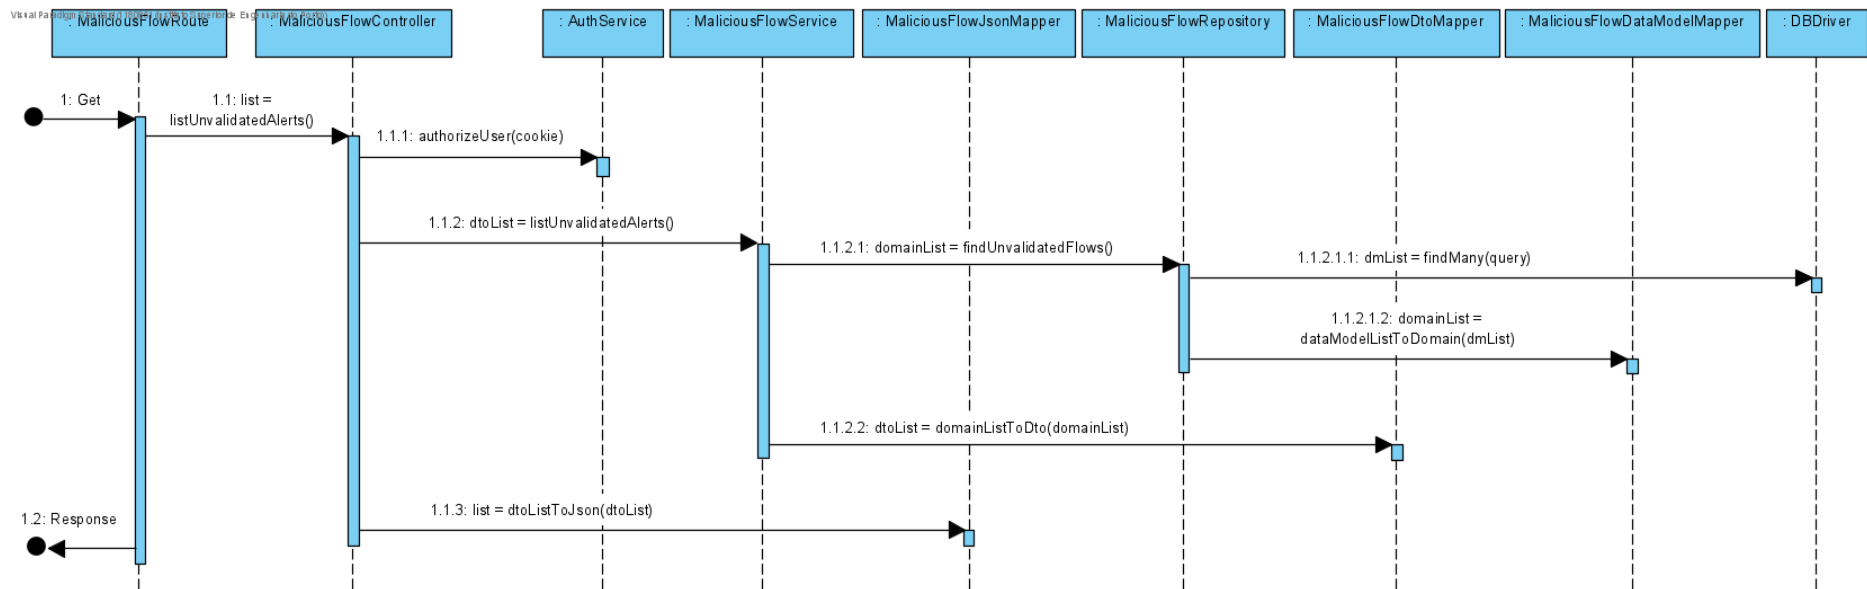 Visual Paradigm Standard
: MaliciousFlowRoute
: MaliciousFlowController
: AuthService
: MaliciousFlowService
: MaliciousFlowJsonMapper
: MaliciousFlowRepository
: MaliciousFlowDtoMapper
: MaliciousFlowDataModelMapper
: DBDriver
1: Get
1.1: list =
listUnvalidatedAlerts()
1.1.1: authorizeUser(cookie)
1.1.2: dtoList = listUnvalidatedAlerts()
1.1.2.1: domainList = findUnvalidatedFlows()
1.1.2.1.1: dmList = findMany(query)
1.1.2.1.2: domainList =
dataModelListToDomain(dmList)
1.1.2.2: dtoList = domainListToDto(domainList)
1.1.3: list = dtoListToJson(dtoList)
1.2: Response